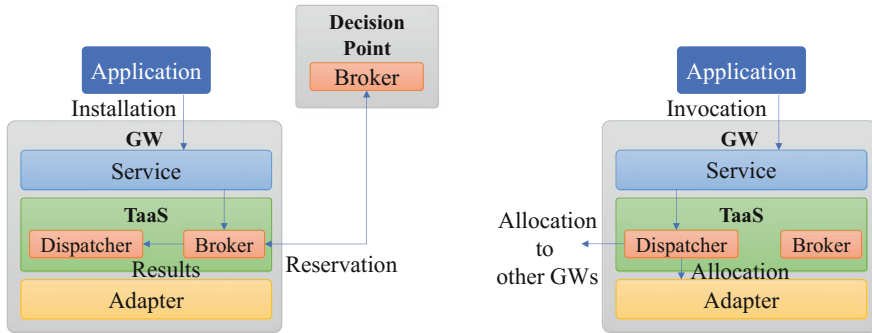 Decision
Point
Broker
Application
Installation
GW
Service
TaaS
Dispatcher
Broker
Results
Reservation
Adapter
Application
Invocation
GW
Service
TaaS
Allocation
to
other GWs
Dispatcher
Broker
Allocation
Adapter